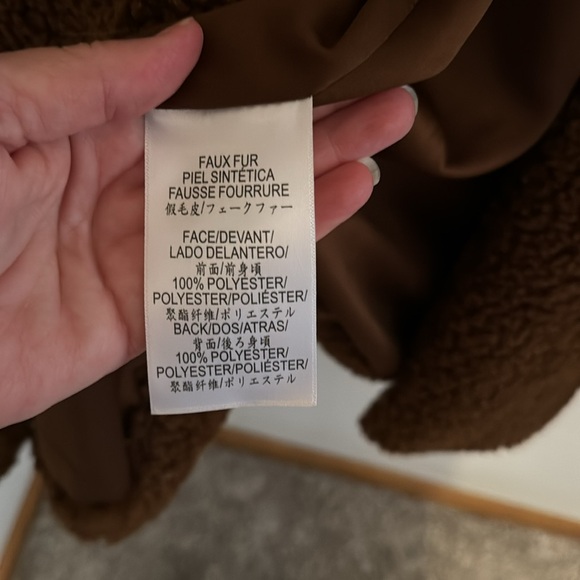 FAUX FUR
PIEL SINTÉTICA
FAUSSE FOURRURE
假毛皮/フェークファー
FACE/DEVANT/
LADO DELANTERO/
前面/前身頃
100% POLYESTER/
POLYESTER/POLIÉSTER/
聚酯纤维/ポリエステル
BACK/DOS/ATRAS/
背面/後ろ身頃
100% POLYESTER/
POLYESTER/POLIÉSTER/
聚酯纤维/ポリエステル